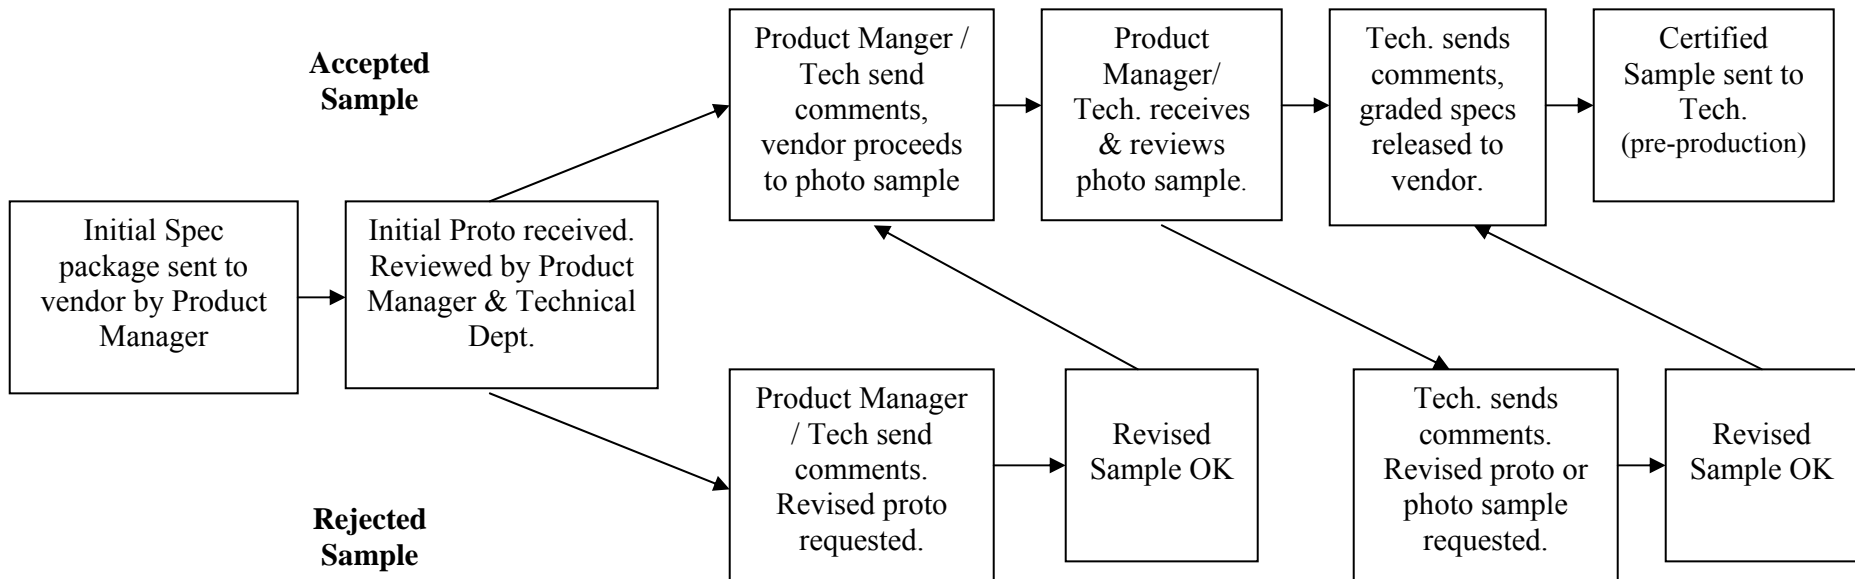 Accepted
Sample
Product Manger /
Tech send
comments,
vendor proceeds
to photo sample
Product
Manager/
Tech. receives
& reviews
photo sample.
Tech. sends
comments,
graded specs
released to
vendor.
Certified
Sample sent to
Tech.
(pre-production)
Initial Spec
package sent to
vendor by Product
Manager
Initial Proto received.
Reviewed by Product
Manager & Technical
Dept.
Rejected
Sample
Product Manager
/ Tech send
comments.
Revised proto
requested.
Revised
Sample OK
Tech. sends
comments.
Revised proto or
photo sample
requested.
Revised
Sample OK